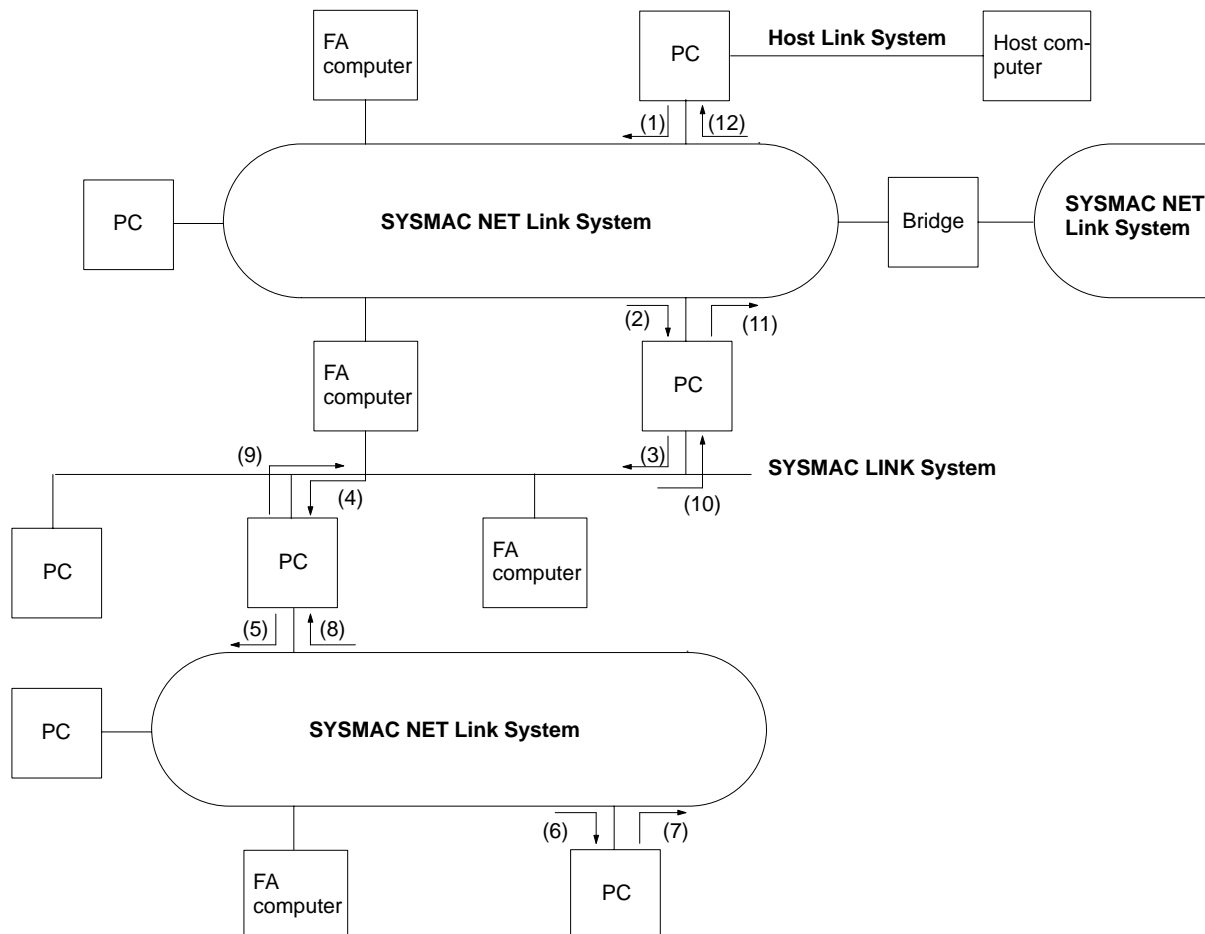 FA
computer
PC
Host Link System
Host com-
puter
(1)
(12)
PC
SYSMAC NET Link System
Bridge
SYSMAC NET
Link System
(2)
(11)
FA
computer
PC
(9)
(3)
SYSMAC LINK System
(4)
(10)
PC
PC
FA
computer
(5)
(8)
PC
SYSMAC NET Link System
(6)
(7)
FA
computer
PC